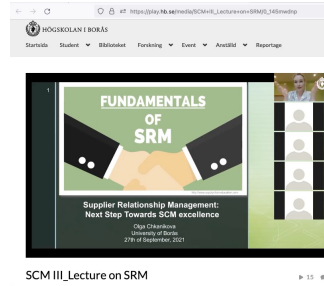 https://play.hb.se/media/SCM+III_Lecture+on+SRM/0_145mwdnp
HÖGSKOLAN I BORÅS
Startsida Student Biblioteket Forskning Event Anställd Reportage
1
FUNDAMENTALS
OF
SRM
Supplier Relationship Management:
Next Step Towards SCM excellence
Olga Chkanikova
University of Borås
27th of September, 2021
SCM III_Lecture on SRM
15